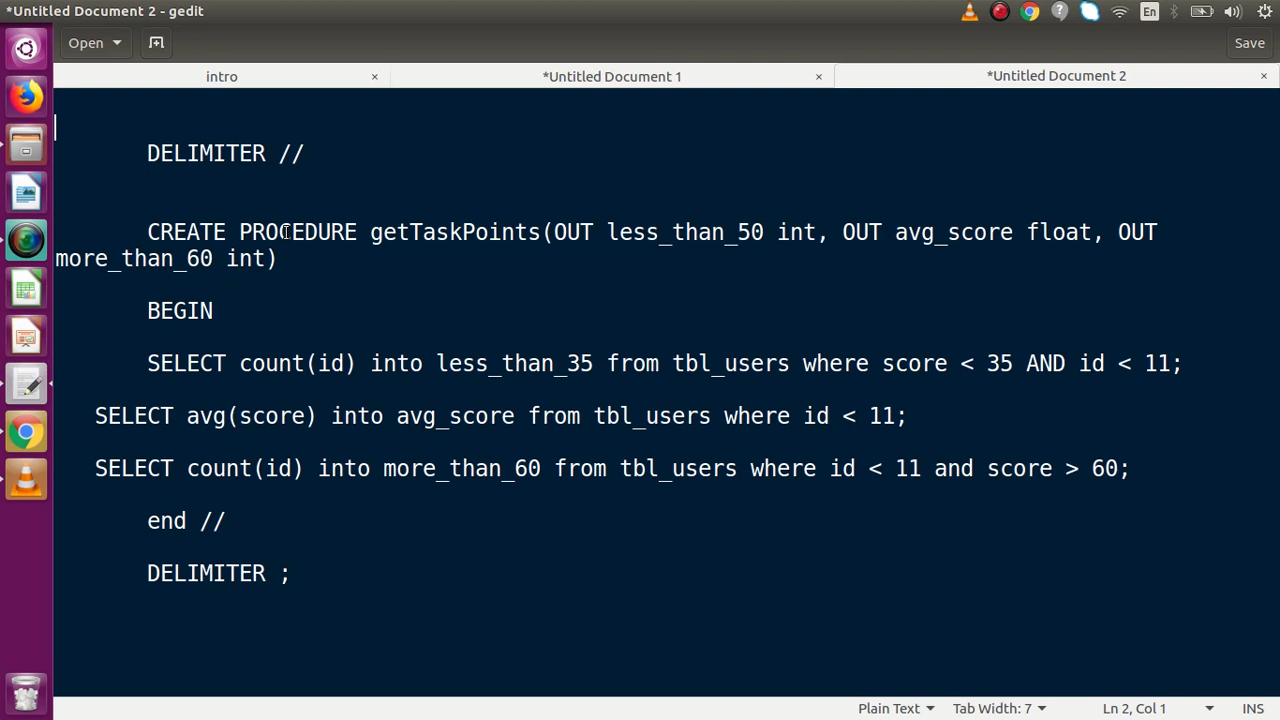 *Untitled Document 2 - gedit
En
Open
Save
intro
*Untitled Document 1
*Untitled Document 2
DELIMITER //
CREATE PROCEDURE getTaskPoints(OUT less_than_50 int, OUT avg_score float, OUT
more_than_60 int)
BEGIN
SELECT count(id) into less_than_35 from tbl_users where score < 35 AND id < 11;
SELECT avg(score) into avg_score from tbl_users where id < 11;
SELECT count(id) into more_than_60 from tbl_users where id < 11 and score > 60;
end //
DELIMITER ;
Plain Text
Tab Width: 7
Ln 2, Col 1
INS